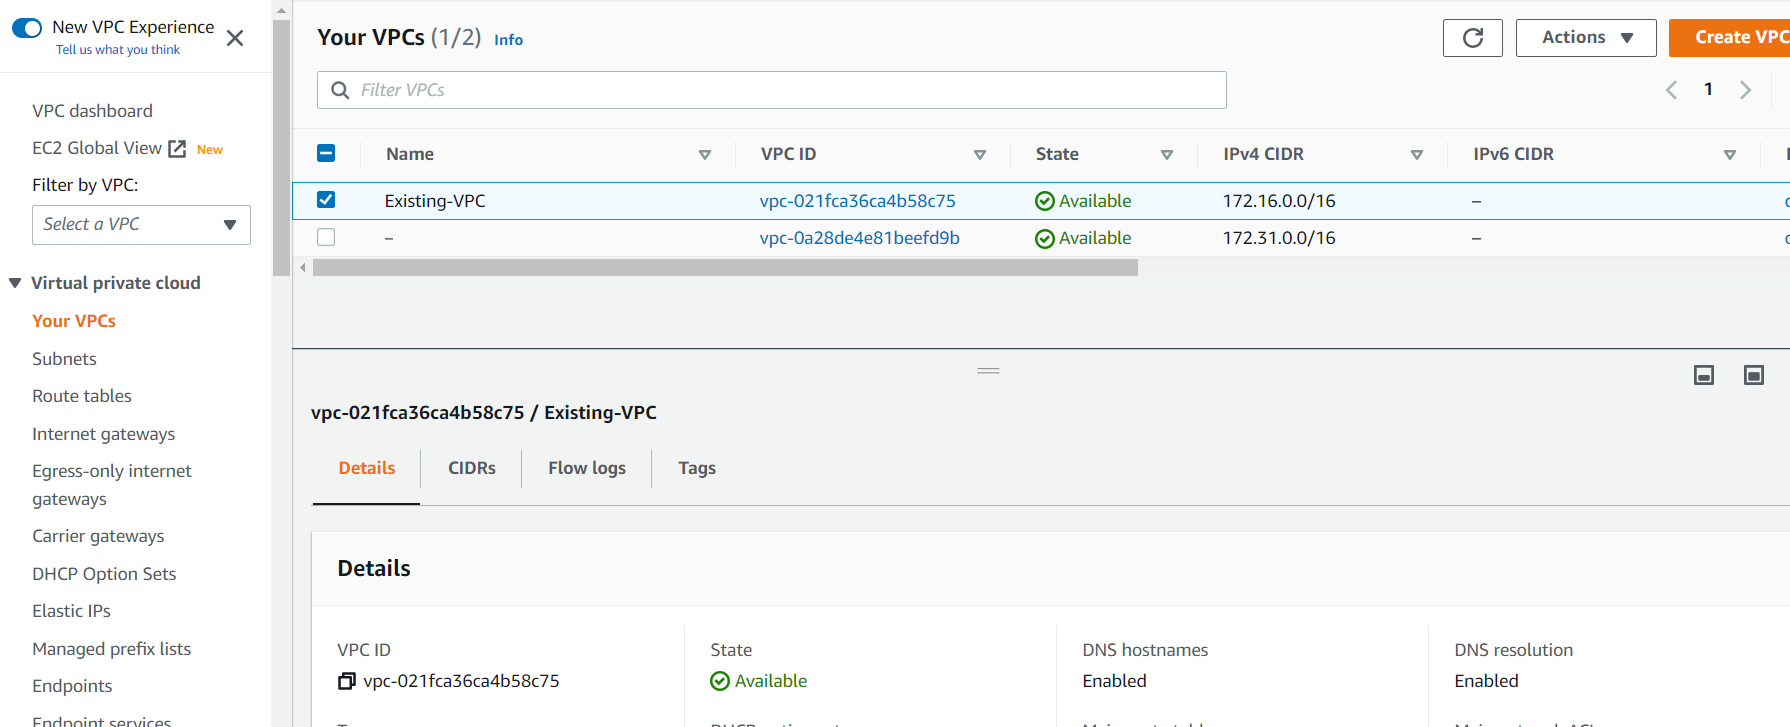 New VPC Experience
Tell us what you think
VPC dashboard
EC2 Global View New
Filter by VPC:
Select a VPC
Virtual private cloud
Your VPCs
Subnets
Route tables
Internet gateways
Egress-only internet
gateways
Carrier gateways
DHCP Option Sets
Elastic IPs
Managed prefix lists
Endpoints
Endpoint services
Your VPCs (1/2) Info
Actions
Create VPC
Filter VPCs
1
Name VPC ID State IPv4 CIDR IPv6 CIDR
Existing-VPC vpc-021fca36ca4b58c75 Available 172.16.0.0/16 –
– vpc-0a28de4e81beefd9b Available 172.31.0.0/16 –
vpc-021fca36ca4b58c75 / Existing-VPC
Details CIDRs Flow logs Tags
Details
VPC ID State DNS hostnames DNS resolution
vpc-021fca36ca4b58c75 Available Enabled Enabled